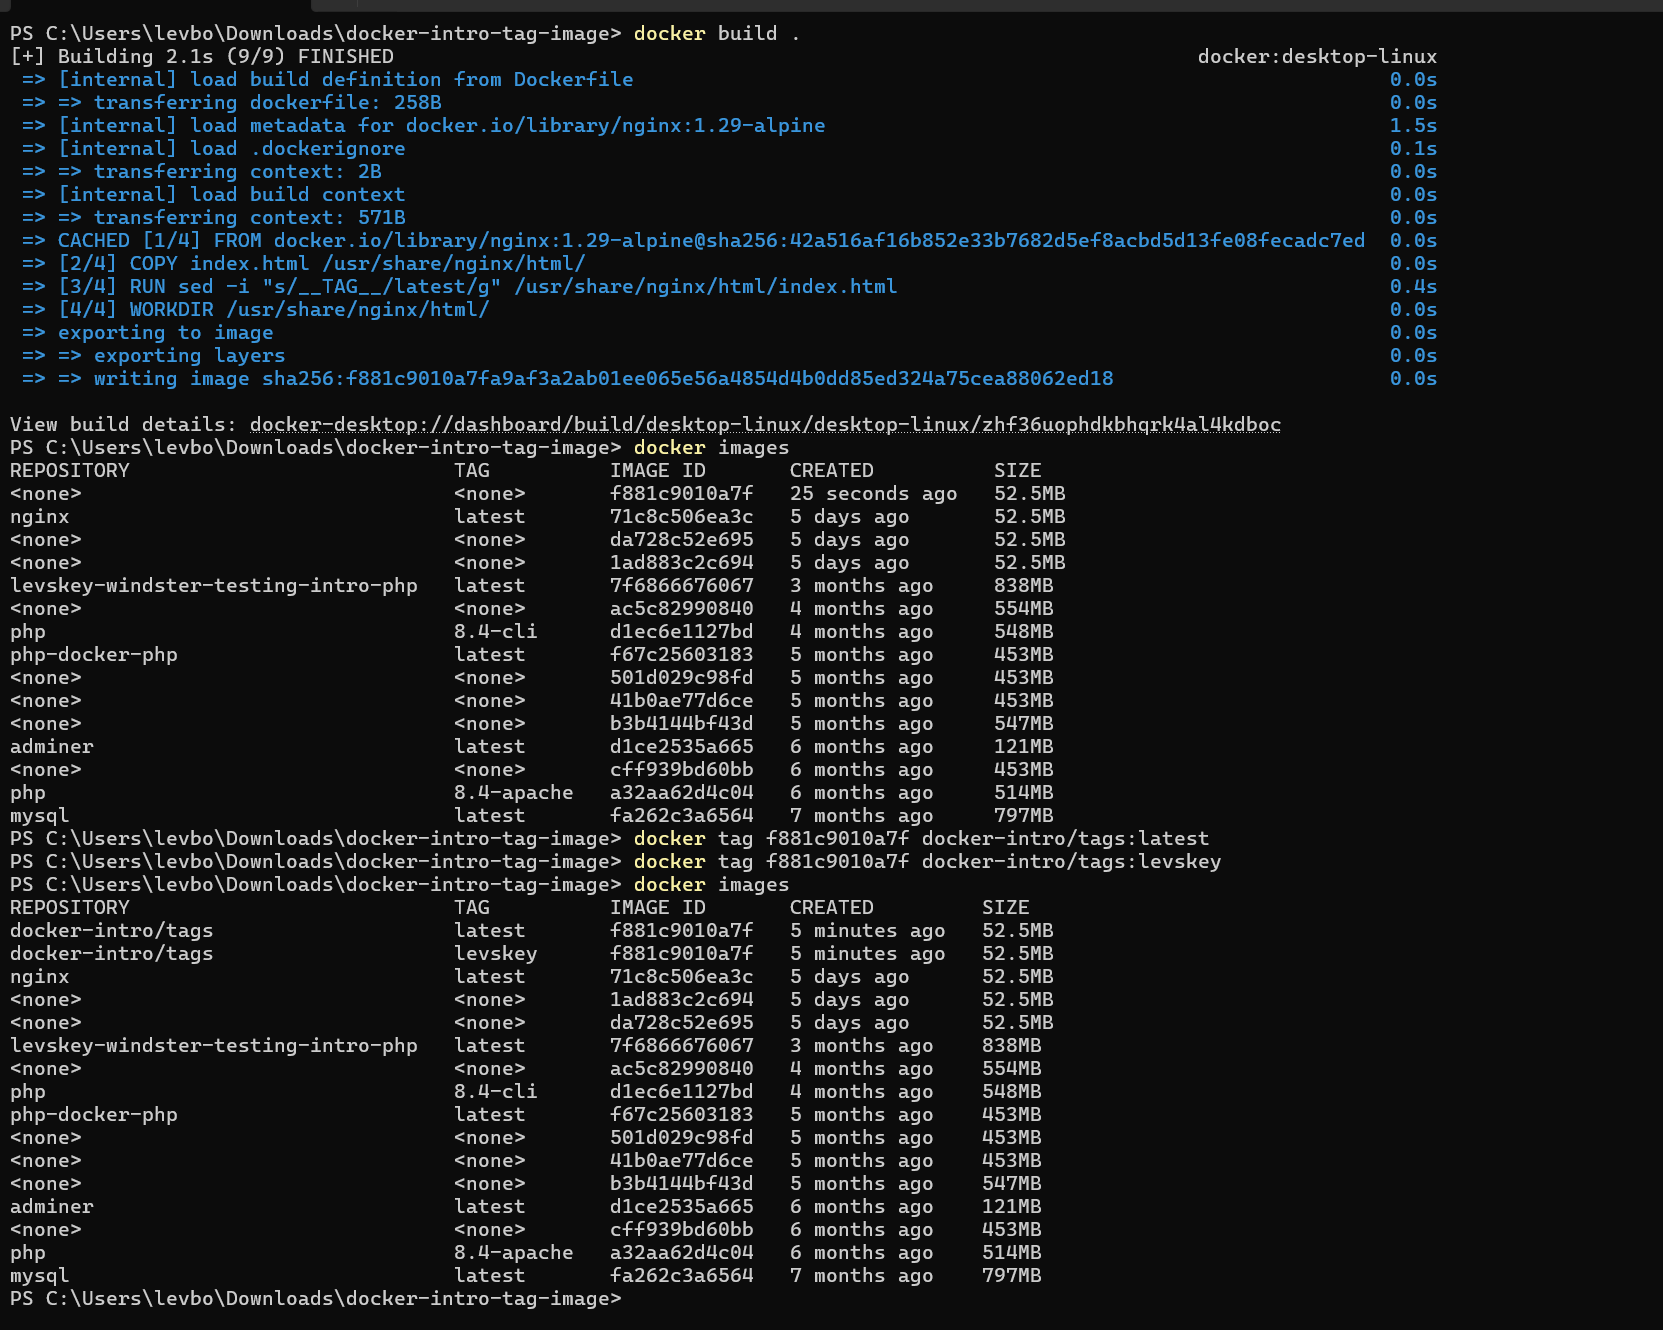 PS C:\Users\levbo\Downloads\docker-intro-tag-image> docker build .
[+] Building 2.1s (9/9) FINISHED docker:desktop-linux
=> [internal] load build definition from Dockerfile 0.0s
=> => transferring dockerfile: 258B 0.0s
=> [internal] load metadata for docker.io/library/nginx:1.29-alpine 1.5s
=> [internal] load .dockerignore 0.1s
=> => transferring context: 2B 0.0s
=> [internal] load build context 0.0s
=> => transferring context: 571B 0.0s
=> CACHED [1/4] FROM docker.io/library/nginx:1.29-alpine@sha256:42a516af16b852e33b7682d5ef8acbd5d13fe08fecadc7ed 0.0s
=> [2/4] COPY index.html /usr/share/nginx/html/ 0.0s
=> [3/4] RUN sed -i "s/__TAG__/latest/g" /usr/share/nginx/html/index.html 0.4s
=> [4/4] WORKDIR /usr/share/nginx/html/ 0.0s
=> exporting to image 0.0s
=> => exporting layers 0.0s
=> => writing image sha256:f881c9010a7fa9af3a2ab01ee065e56a4854d4b0dd85ed324a75cea88062ed18 0.0s
View build details: docker-desktop://dashboard/build/desktop-linux/desktop-linux/zhf36uophdkbhqrk4al4kdboc
PS C:\Users\levbo\Downloads\docker-intro-tag-image> docker images
REPOSITORY TAG IMAGE ID CREATED SIZE
<none> <none> f881c9010a7f 25 seconds ago 52.5MB
nginx latest 71c8c506ea3c 5 days ago 52.5MB
<none> <none> da728c52e695 5 days ago 52.5MB
<none> <none> 1ad883c2c694 5 days ago 52.5MB
levskey-windster-testing-intro-php latest 7f6866676067 3 months ago 838MB
<none> <none> ac5c82990840 4 months ago 554MB
php 8.4-cli d1ec6e1127bd 4 months ago 548MB
php-docker-php latest f67c25603183 5 months ago 453MB
<none> <none> 501d029c98fd 5 months ago 453MB
<none> <none> 41b0ae77d6ce 5 months ago 453MB
<none> <none> b3b4144bf43d 5 months ago 547MB
adminer latest d1ce2535a665 6 months ago 121MB
<none> <none> cff939bd60bb 6 months ago 453MB
php 8.4-apache a32aa62d4c04 6 months ago 514MB
mysql latest fa262c3a6564 7 months ago 797MB
PS C:\Users\levbo\Downloads\docker-intro-tag-image> docker tag f881c9010a7f docker-intro/tags:latest
PS C:\Users\levbo\Downloads\docker-intro-tag-image> docker tag f881c9010a7f docker-intro/tags:levskey
PS C:\Users\levbo\Downloads\docker-intro-tag-image> docker images
REPOSITORY TAG IMAGE ID CREATED SIZE
docker-intro/tags latest f881c9010a7f 5 minutes ago 52.5MB
docker-intro/tags levskey f881c9010a7f 5 minutes ago 52.5MB
nginx latest 71c8c506ea3c 5 days ago 52.5MB
<none> <none> 1ad883c2c694 5 days ago 52.5MB
<none> <none> da728c52e695 5 days ago 52.5MB
levskey-windster-testing-intro-php latest 7f6866676067 3 months ago 838MB
<none> <none> ac5c82990840 4 months ago 554MB
php 8.4-cli d1ec6e1127bd 4 months ago 548MB
php-docker-php latest f67c25603183 5 months ago 453MB
<none> <none> 501d029c98fd 5 months ago 453MB
<none> <none> 41b0ae77d6ce 5 months ago 453MB
<none> <none> b3b4144bf43d 5 months ago 547MB
adminer latest d1ce2535a665 6 months ago 121MB
<none> <none> cff939bd60bb 6 months ago 453MB
php 8.4-apache a32aa62d4c04 6 months ago 514MB
mysql latest fa262c3a6564 7 months ago 797MB
PS C:\Users\levbo\Downloads\docker-intro-tag-image>